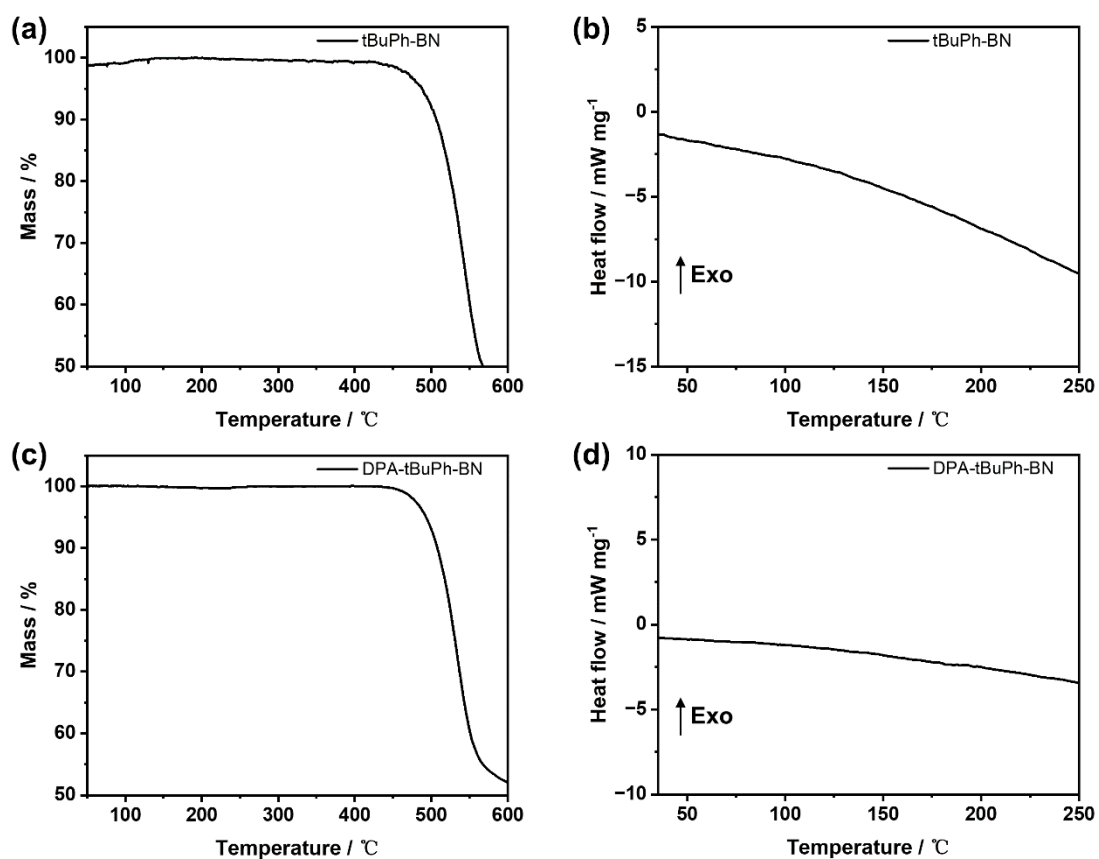 (a)
tBuPh-BN
100
90
80
70
60
50
Mass / %
100 200 300 400 500 600
Temperature / ℃
(b)
tBuPh-BN
5
0
−5
−10
−15
Heat flow / mW mg-1
Exo
50 100 150 200 250
Temperature / ℃
(c)
DPA-tBuPh-BN
100
90
80
70
60
50
Mass / %
100 200 300 400 500 600
Temperature / ℃
(d)
DPA-tBuPh-BN
10
5
0
−5
−10
Heat flow / mW mg-1
Exo
50 100 150 200 250
Temperature / ℃